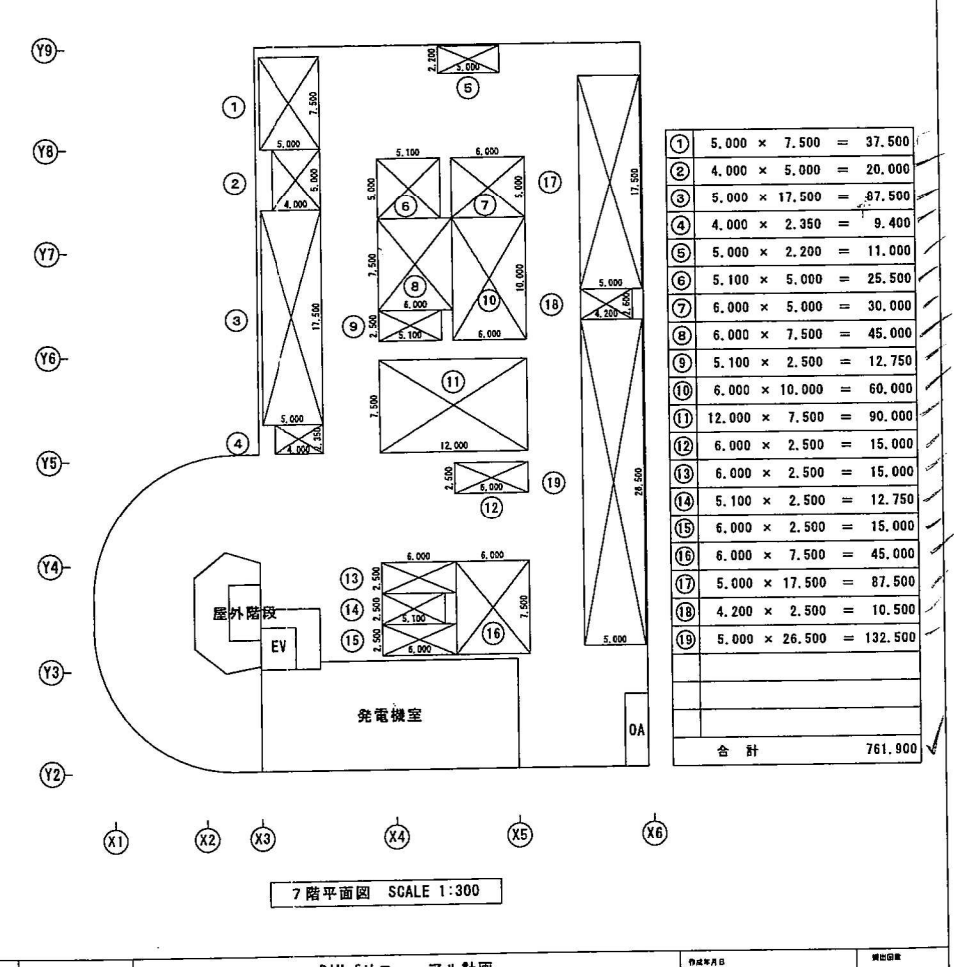 Y9
2.200
5.000
5
1
7.500
5.000
Y8
5.100
6.000
2
5.000
4.000
5.000
6
7
5.000
17
17.500
Y7
7.500
8
6.000
10
10.000
5.000
3
17.500
9
2.500
5.100
6.000
18
4.200
Y6
11
7.500
12.000
5.000
4
4.000
Y5
2.500
12
19
Y4
6.000
6.000
13
2.500
14
2.500
5.100
15
2.500
6.000
16
7.500
5.000
屋外階段
EV
Y3
発電機室
OA
Y2
X1 X2 X3 X4 X5 X6
7階平面図 SCALE 1:300
① 5.000 × 7.500 = 37.500
② 4.000 × 5.000 = 20.000
③ 5.000 × 17.500 = 87.500
④ 4.000 × 2.350 = 9.400
⑤ 5.000 × 2.200 = 11.000
⑥ 5.100 × 5.000 = 25.500
⑦ 6.000 × 5.000 = 30.000
⑧ 6.000 × 7.500 = 45.000
⑨ 5.100 × 2.500 = 12.750
⑩ 6.000 × 10.000 = 60.000
⑪ 12.000 × 7.500 = 90.000
⑫ 6.000 × 2.500 = 15.000
⑬ 6.000 × 2.500 = 15.000
⑭ 5.100 × 2.500 = 12.750
⑮ 6.000 × 2.500 = 15.000
⑯ 6.000 × 7.500 = 45.000
⑰ 5.000 × 17.500 = 87.500
⑱ 4.200 × 2.500 = 10.500
⑲ 5.000 × 26.500 = 132.500
合計 761.900
作成年月日